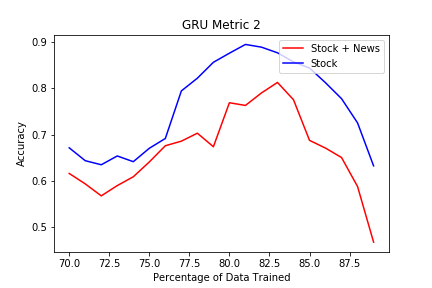 GRU Metric 2
Stock + News
Stock
Accuracy
0.9
0.8
0.7
0.6
0.5
70.0 72.5 75.0 77.5 80.0 82.5 85.0 87.5
Percentage of Data Trained